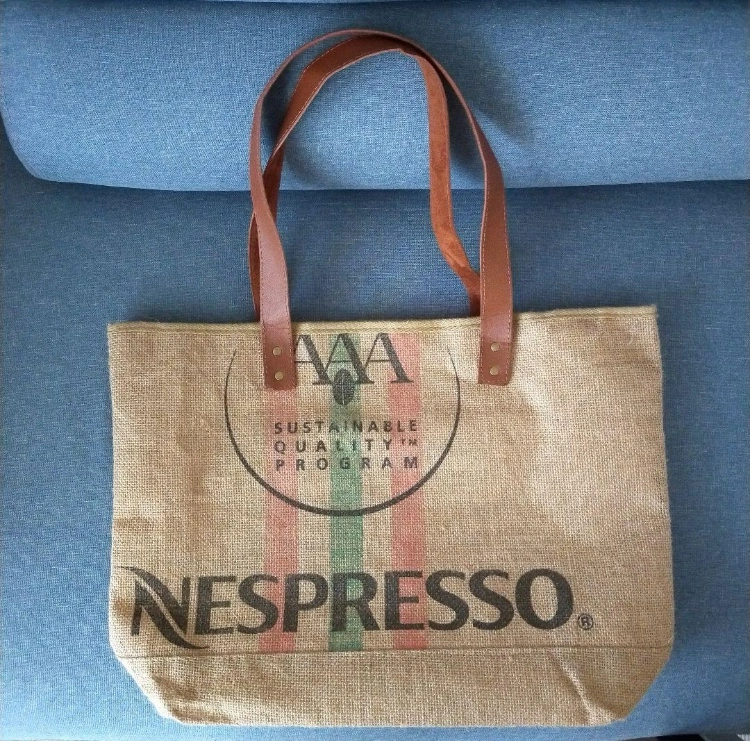 AAA
SUSTAINABLE
QUALITY™
PROGRAM
NESPRESSO®